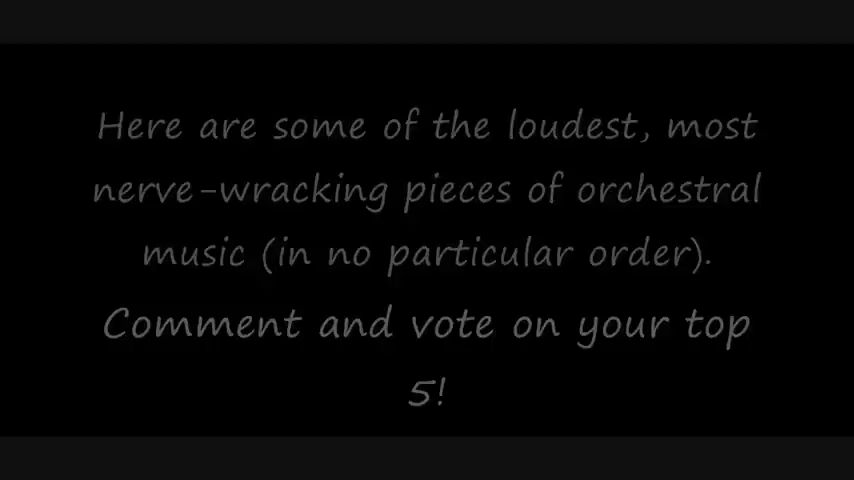 Here are some of the loudest, most
nerve-wracking pieces of orchestral
music (in no particular order).
Comment and vote on your top
5!